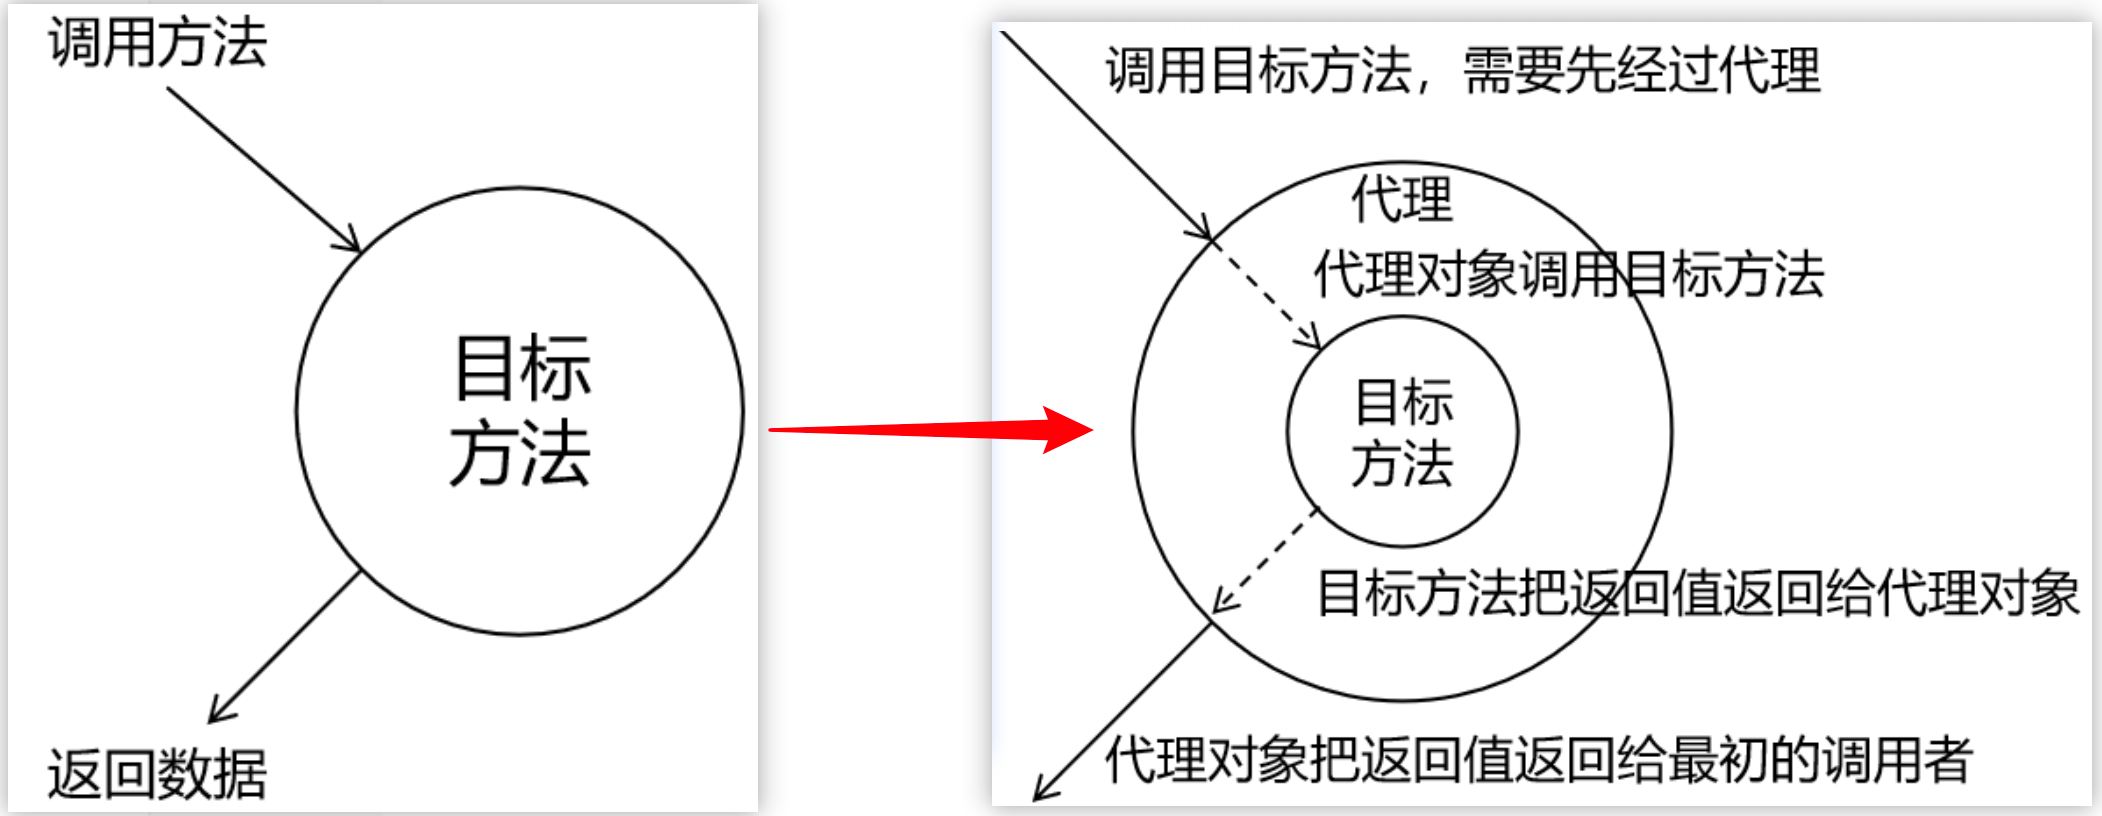 调用方法
目标
方法
返回数据
调用目标方法，需要先经过代理
代理
代理对象调用目标方法
目标
方法
目标方法把返回值返回给代理对象
代理对象把返回值返回给最初的调用者